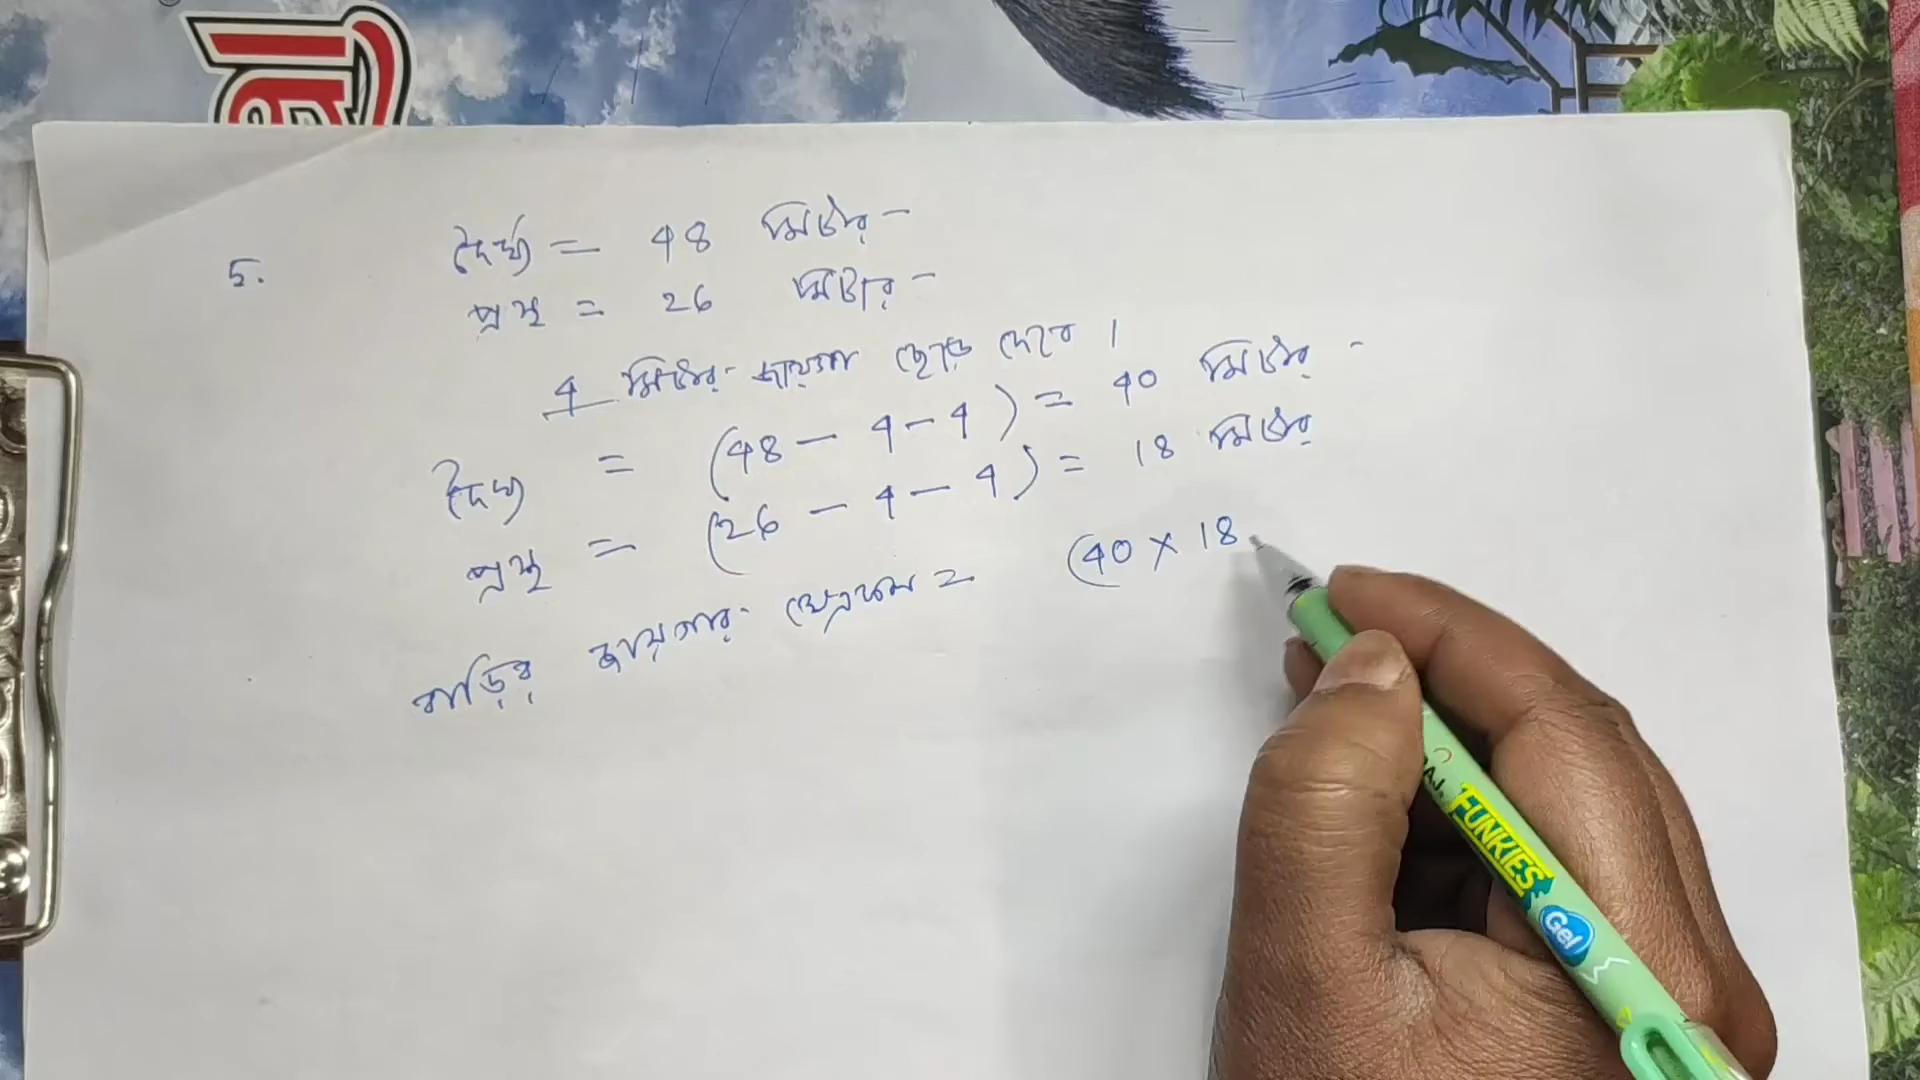 5. দৈর্ঘ্য = 48 মিটার
প্রস্থ = 26 মিটার
4 মিটার জায়গা ছেড়ে দেবে।
দৈর্ঘ্য = (48 - 4 - 4) = 40 মিটার
প্রস্থ = (26 - 4 - 4) = 18 মিটার
বাড়ির জায়গার ক্ষেত্রফল = (40 × 18
FUNKIES
Gel